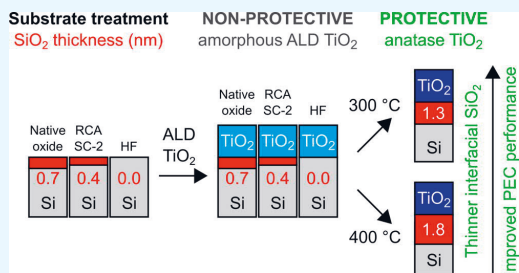 Substrate treatment
SiO₂ thickness (nm)
NON-PROTECTIVE
amorphous ALD TiO₂
PROTECTIVE
anatase TiO₂
Native oxide
RCA SC-2
HF
0.7
0.4
0.0
Si
Si
Si
ALD
TiO₂
Native oxide
RCA SC-2
HF
TiO₂
TiO₂
TiO₂
0.7
0.4
0.0
Si
Si
Si
300 °C
400 °C
TiO₂
1.3
Si
TiO₂
1.8
Si
Thinner interfacial SiO₂
mproved PEC performance